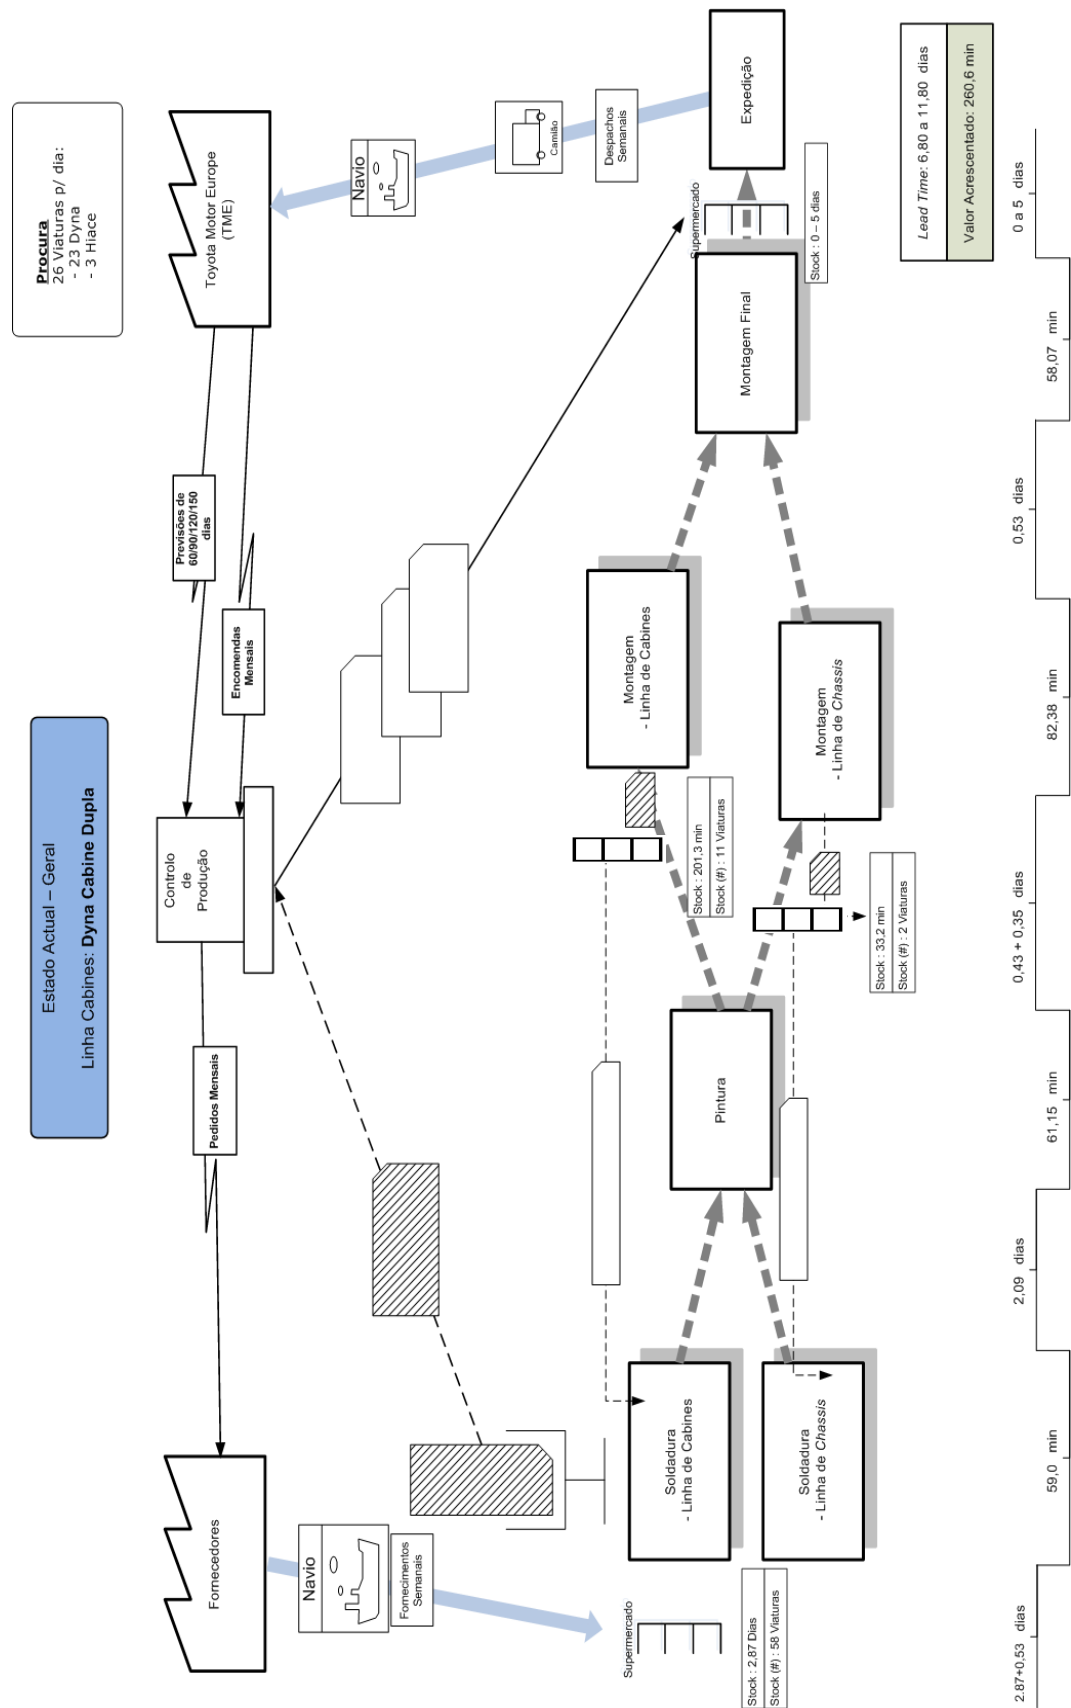 Estado Actual – Geral
Linha Cabines: Dyna Cabine Dupla
Procura
26 Viaturas p/ dia:
- 23 Dyna
- 3 Hiace
Fornecedores
Pedidos Mensais
Controlo
de
Produção
Previsões de
60/90/120/150
dias
Encomendas
Mensais
Toyota Motor Europe
(TME)
Navio
Fornecimentos
Semanais
Navio
Camião
Despachos
Semanais
Supermercado
Stock : 2,87 Dias
Stock (#) : 58 Viaturas
Soldadura
- Linha de Cabines
Soldadura
- Linha de Chassis
Pintura
Stock : 201,3 min
Stock (#) : 11 Viaturas
Stock : 33,2 min
Stock (#) : 2 Viaturas
Montagem
- Linha de Cabines
Montagem
- Linha de Chassis
Montagem Final
Supermercado
Stock : 0 – 5 dias
Expedição
Lead Time: 6,80 a 11,80 dias
Valor Acrescentado: 260,6 min
2.87+0,53 dias
59,0 min
2,09 dias
61,15 min
0,43 + 0,35 dias
82,38 min
0,53 dias
58,07 min
0 a 5 dias